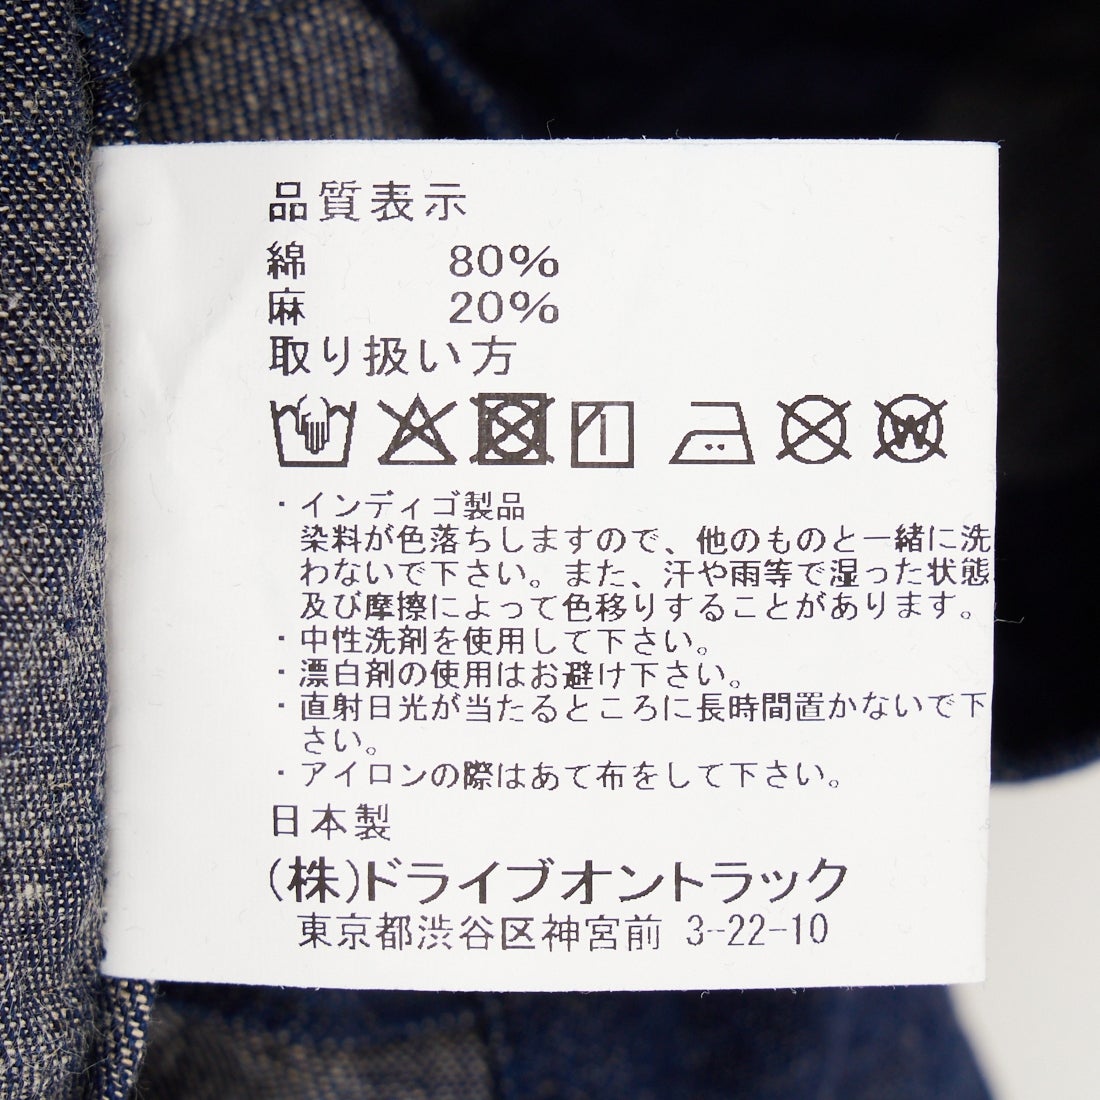 品質表示
綿 80%
麻 20%
取り扱い方
・インディゴ製品
染料が色落ちしますので、他のものと一緒に洗
わないで下さい。また、汗や雨等で湿った状態
及び摩擦によって色移りすることがあります。
・中性洗剤を使用して下さい。
・漂白剤の使用はお避け下さい。
・直射日光が当たるところに長時間置かないで下
さい。
・アイロンの際はあて布をして下さい。
日本製
(株)ドライブオントラック
東京都渋谷区神宮前 3-22-10